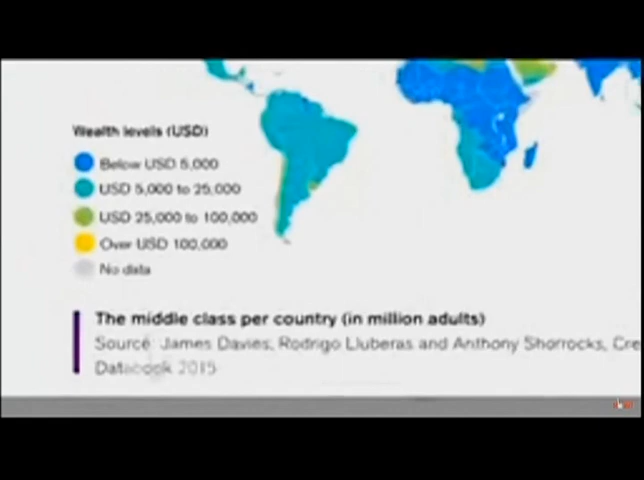 Wealth levels (USD)
Below USD 5,000
USD 5,000 to 25,000
USD 25,000 to 100,000
Over USD 100,000
No data
The middle class per country (in million adults)
Source: James Davies, Rodrigo Lluberas and Anthony Shorrocks, Cre
Databook 2015